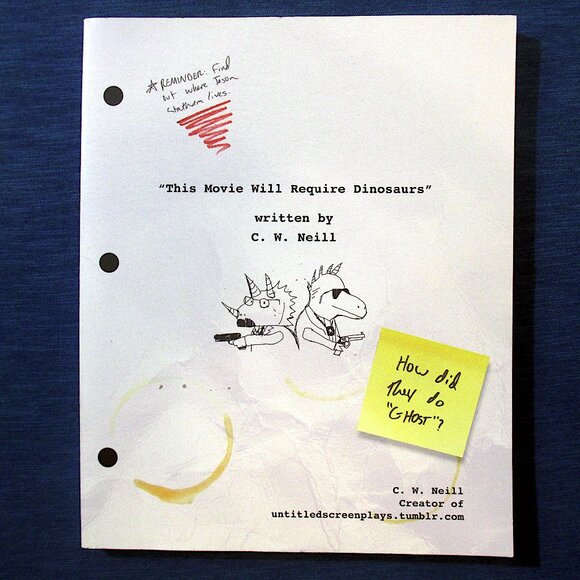 * REMINDER: Find
out where Jason
Statham lives.
“This Movie Will Require Dinosaurs”
written by
C. W. Neill
How did
They do
"GHOST"?
C. W. Neill
Creator of
untitledscreenplays.tumblr.com